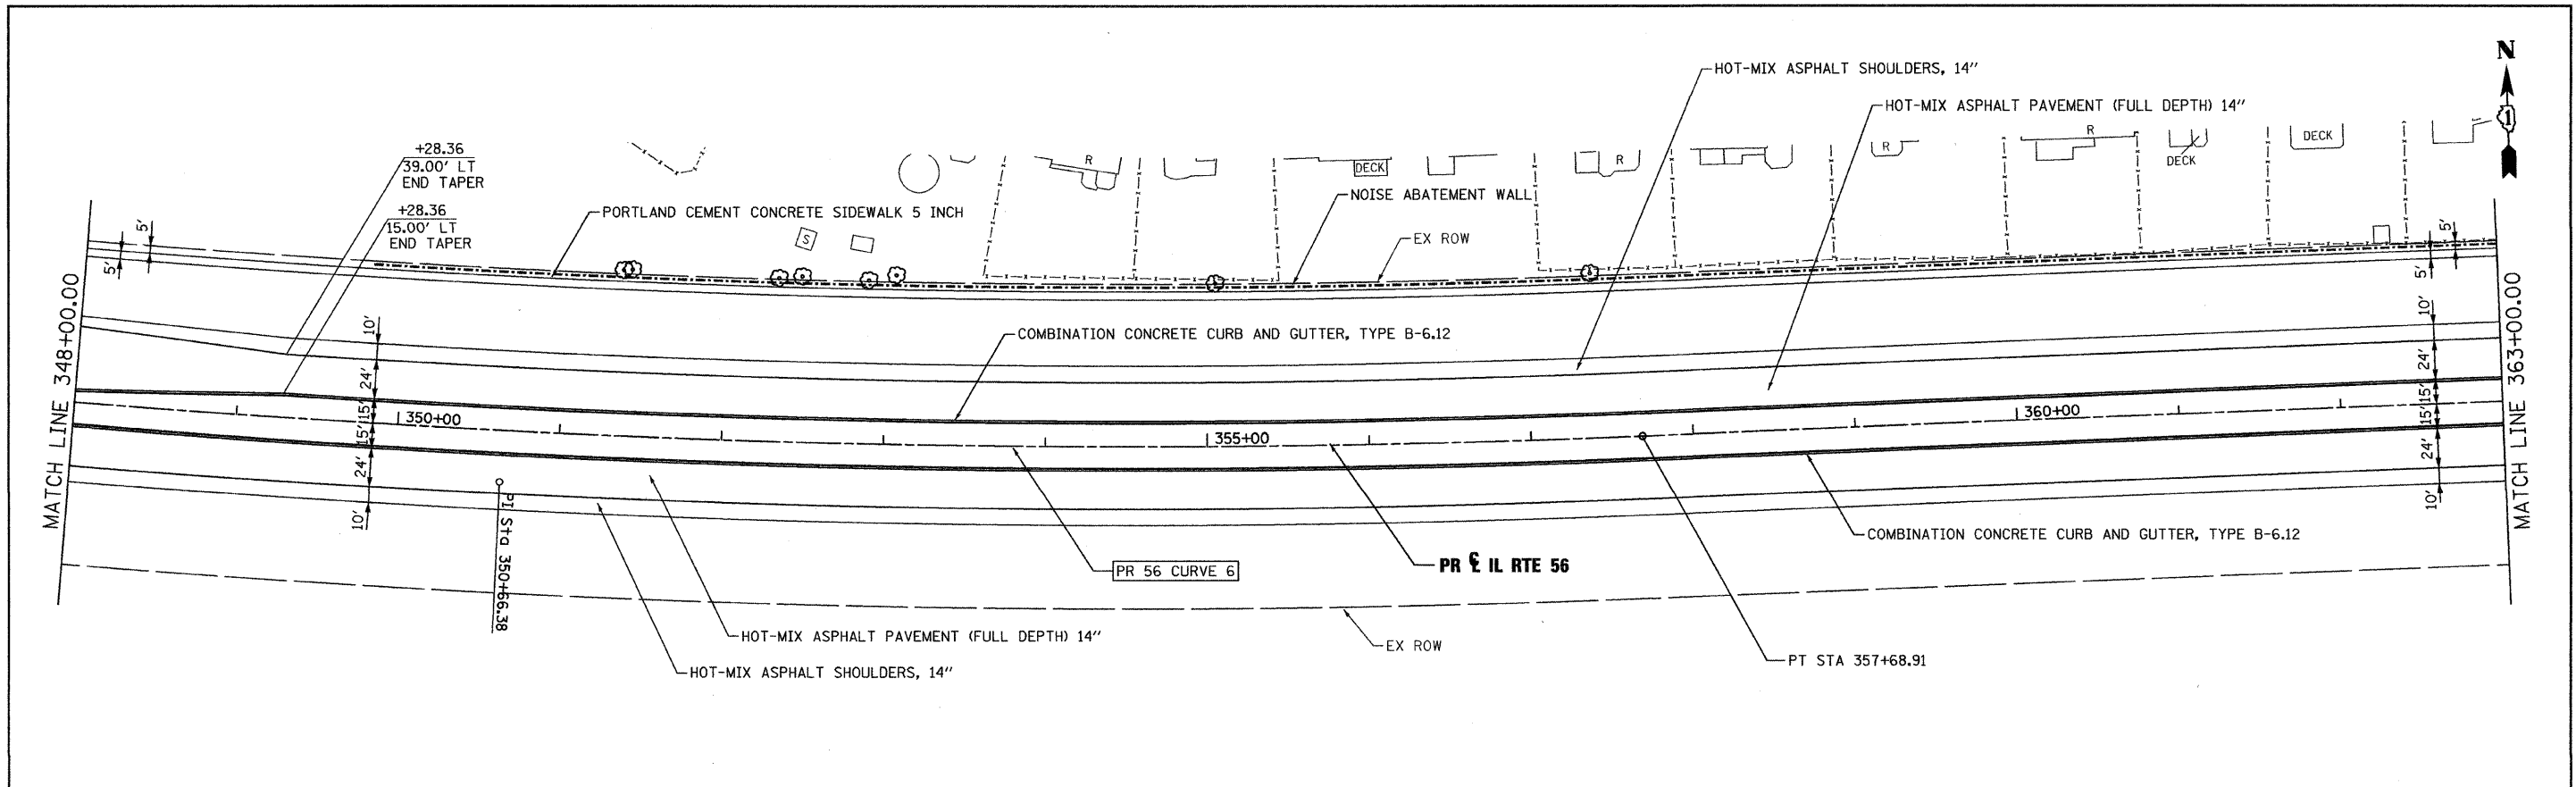 N
1
HOT-MIX ASPHALT SHOULDERS, 14"
HOT-MIX ASPHALT PAVEMENT (FULL DEPTH) 14"
+28.36
39.00' LT
END TAPER
+28.36
15.00' LT
END TAPER
PORTLAND CEMENT CONCRETE SIDEWALK 5 INCH
NOISE ABATEMENT WALL
EX ROW
S
R
DECK
R
R
R
DECK
DECK
5'
5'
5'
5'
MATCH LINE 348+00.00
MATCH LINE 363+00.00
COMBINATION CONCRETE CURB AND GUTTER, TYPE B-6.12
10'
24'
15'
15'
24'
10'
350+00
355+00
360+00
10'
24'
15'
15'
24'
10'
PI Sta 350+66.38
PR 56 CURVE 6
PR ℄ IL RTE 56
COMBINATION CONCRETE CURB AND GUTTER, TYPE B-6.12
HOT-MIX ASPHALT PAVEMENT (FULL DEPTH) 14"
HOT-MIX ASPHALT SHOULDERS, 14"
EX ROW
PT STA 357+68.91